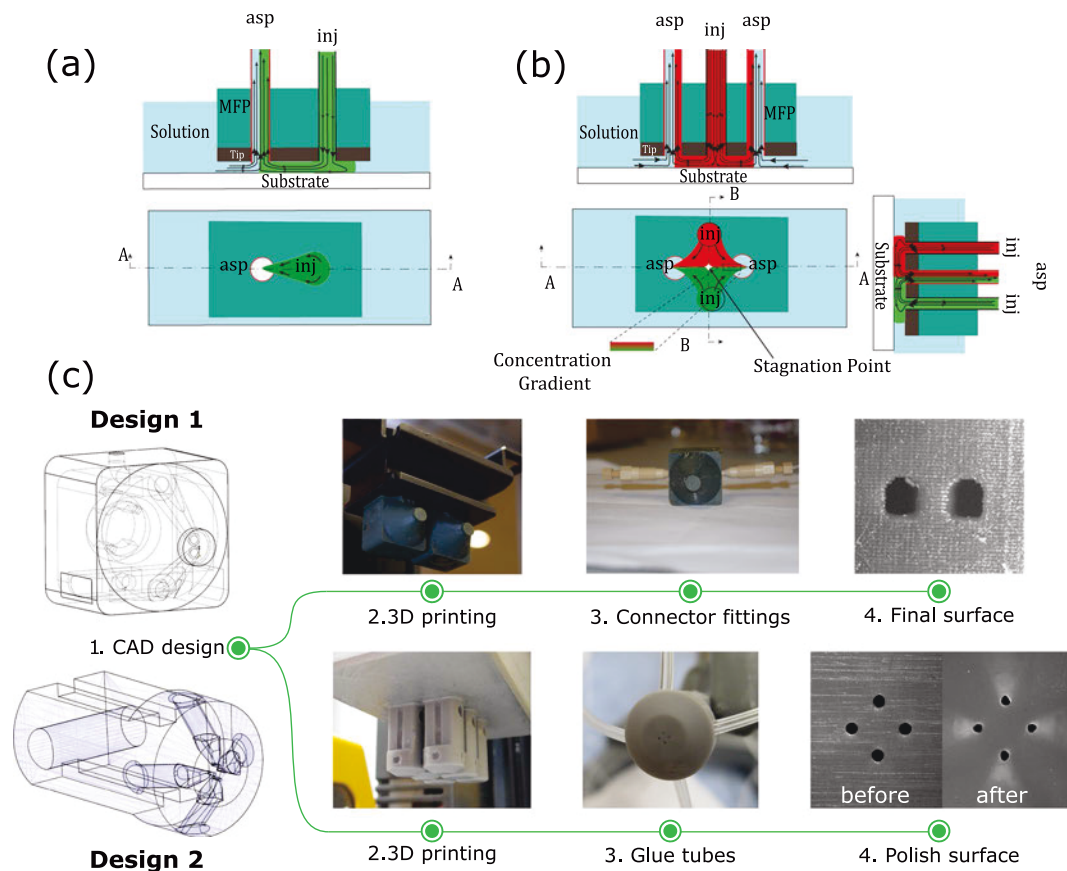 (a)
asp
inj
MFP
Solution
Tip
Substrate
A
asp
inj
A
(b)
asp
inj
asp
MFP
Solution
Tip
Substrate
B
A
inj
asp
asp
inj
A
B
Concentration
Gradient
Stagnation Point
Substrate
inj
asp
inj
(c)
Design 1
1. CAD design
2.3D printing
3. Connector fittings
4. Final surface
before
after
2.3D printing
3. Glue tubes
4. Polish surface
Design 2